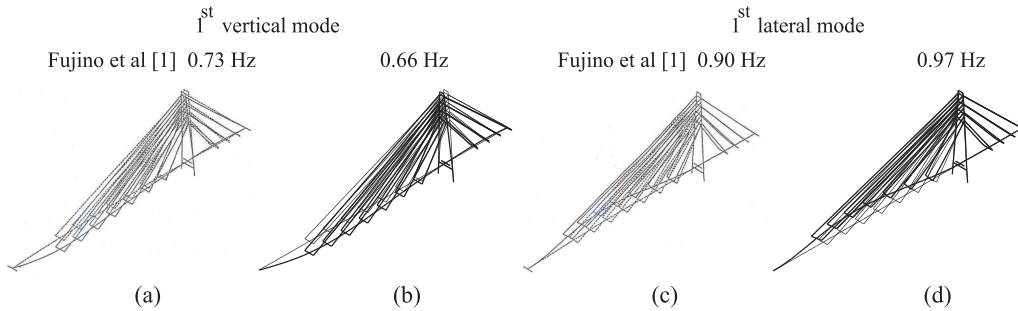 1st vertical mode
1st lateral mode
Fujino et al [1] 0.73 Hz
0.66 Hz
Fujino et al [1] 0.90 Hz
0.97 Hz
(a)
(b)
(c)
(d)